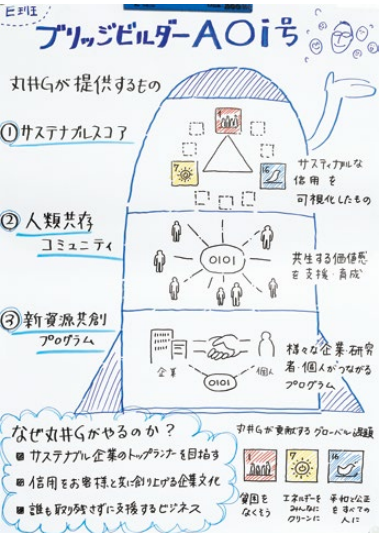 E班
ブリッジビルダーAOi号
丸井Gが提供するもの
①サステナブルスコア
1
7
16
サスティナブルな
信用を
可視化したもの
②人類共存
コミュニティ
0101
共生する価値感
を支援・育成
③新資源共創
プログラム
企業
個人
0101
様々な企業・研究
者・個人がつながる
プログラム
なぜ丸井Gがやるのか?
サステナブル企業のトップランナーを目指す
信用をお客様と共に創り上げる企業文化
誰も取り残さずに支援するビジネス
丸井Gが貢献するグローバル課題
1
7
16
貧困を
なくそう
エネルギーを
みんなに
クリーンに
平和と公正
をすべての
人に